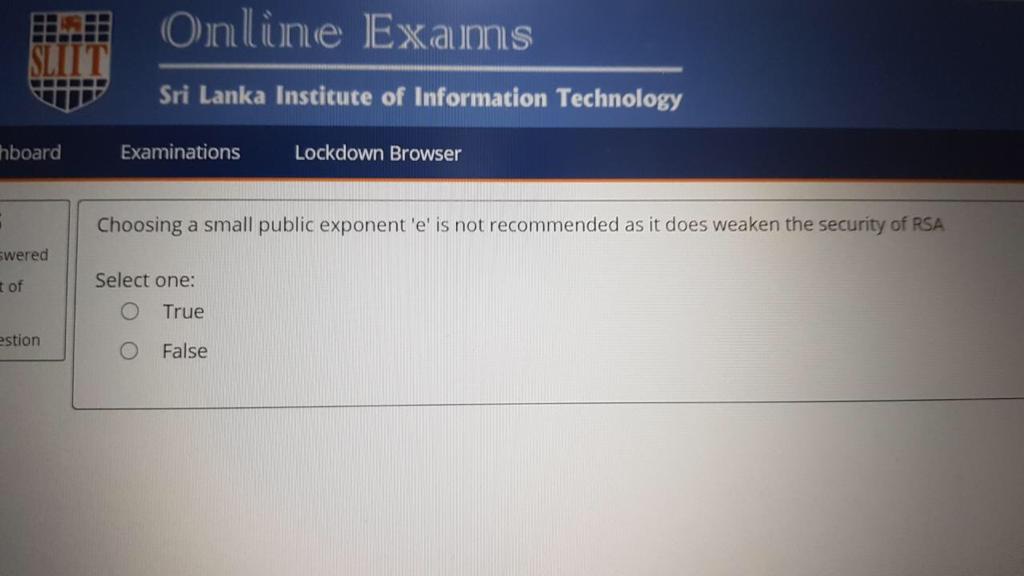 SLIIT
Online Exams
Sri Lanka Institute of Information Technology
hboard Examinations Lockdown Browser
swered
t of
estion
Choosing a small public exponent 'e' is not recommended as it does weaken the security of RSA
Select one:
True
False